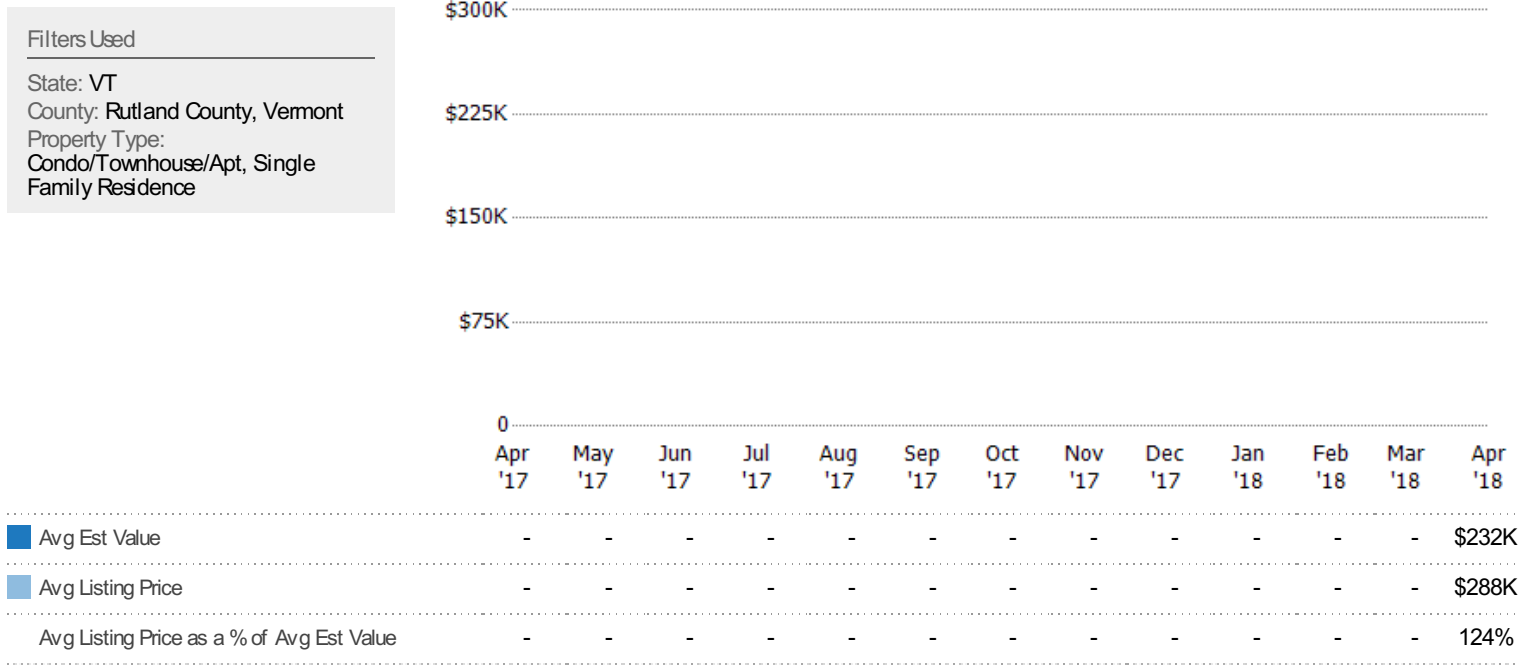 Filters Used
State: VT
County: Rutland County, Vermont
Property Type:
Condo/Townhouse/Apt, Single
Family Residence
$300K
$225K
$150K
$75K
0
Apr May Jun Jul Aug Sep Oct Nov Dec Jan Feb Mar Apr
'17 '17 '17 '17 '17 '17 '17 '17 '17 '18 '18 '18 '18
Avg Est Value - - - - - - - - - - - - $232K
Avg Listing Price - - - - - - - - - - - - $288K
Avg Listing Price as a % of Avg Est Value - - - - - - - - - - - - 124%